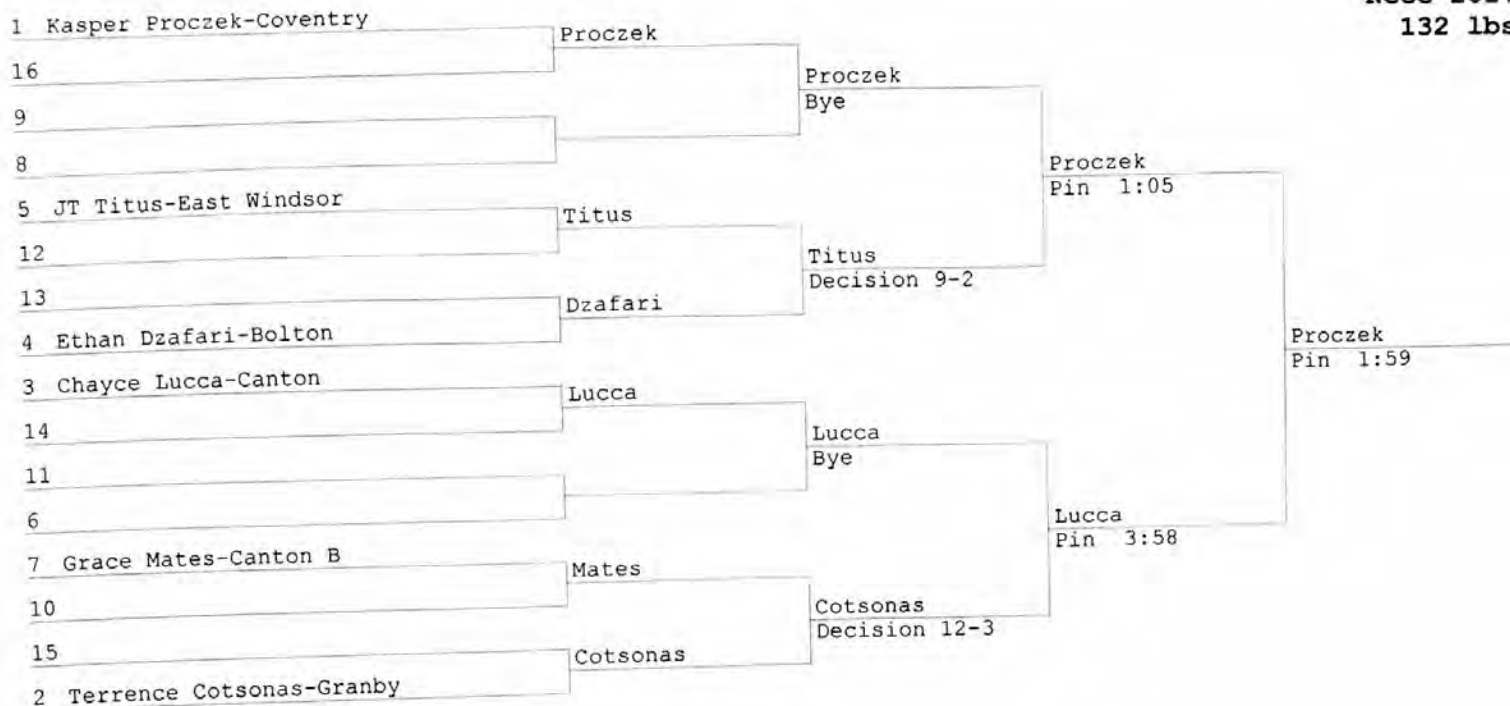 132 lbs
1 Kasper Proczek-Coventry
Proczek
16
Proczek
Bye
9
8
Proczek
Pin 1:05
5 JT Titus-East Windsor
Titus
12
Titus
Decision 9-2
13
Dzafari
4 Ethan Dzafari-Bolton
Proczek
Pin 1:59
3 Chayce Lucca-Canton
Lucca
14
Lucca
Bye
11
6
Lucca
Pin 3:58
7 Grace Mates-Canton B
Mates
10
Cotsonas
Decision 12-3
15
Cotsonas
2 Terrence Cotsonas-Granby